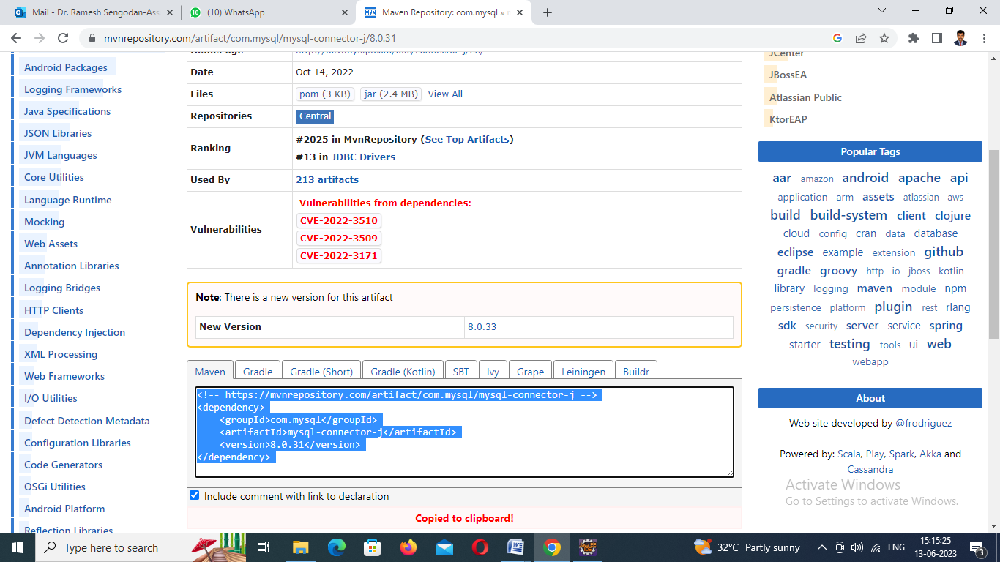 Mail - Dr. Ramesh Sengodan-Ass
(10) WhatsApp
Maven Repository: com.mysql »
mvnrepository.com/artifact/com.mysql/mysql-connector-j/8.0.31
Android Packages
Logging Frameworks
Java Specifications
JSON Libraries
JVM Languages
Core Utilities
Language Runtime
Mocking
Web Assets
Annotation Libraries
Logging Bridges
HTTP Clients
Dependency Injection
XML Processing
Web Frameworks
I/O Utilities
Defect Detection Metadata
Configuration Libraries
Code Generators
OSGi Utilities
Android Platform
Reflection Libraries
HomePage
http://dev.mysql.com/doc/connector-j/en/
Date Oct 14, 2022
Files pom (3 KB) jar (2.4 MB) View All
Repositories Central
Ranking #2025 in MvnRepository (See Top Artifacts)
#13 in JDBC Drivers
Used By 213 artifacts
Vulnerabilities Vulnerabilities from dependencies:
CVE-2022-3510
CVE-2022-3509
CVE-2022-3171
Note: There is a new version for this artifact
New Version 8.0.33
Maven Gradle Gradle (Short) Gradle (Kotlin) SBT Ivy Grape Leiningen Buildr
<!-- https://mvnrepository.com/artifact/com.mysql/mysql-connector-j -->
<dependency>
    <groupId>com.mysql</groupId>
    <artifactId>mysql-connector-j</artifactId>
    <version>8.0.31</version>
</dependency>
Include comment with link to declaration
Copied to clipboard!
JCenter
JBossEA
Atlassian Public
KtorEAP
Popular Tags
aar amazon android apache api
application arm assets atlassian aws
build build-system client clojure
cloud config cran data database
eclipse example extension github
gradle groovy http io jboss kotlin
library logging maven module npm
persistence platform plugin rest rlang
sdk security server service spring
starter testing tools ui web
webapp
About
Web site developed by @frodriguez
Powered by: Scala, Play, Spark, Akka and
Cassandra
Activate Windows
Go to Settings to activate Windows.
Type here to search
32°C Partly sunny
ENG
15:15:25
13-06-2023
3